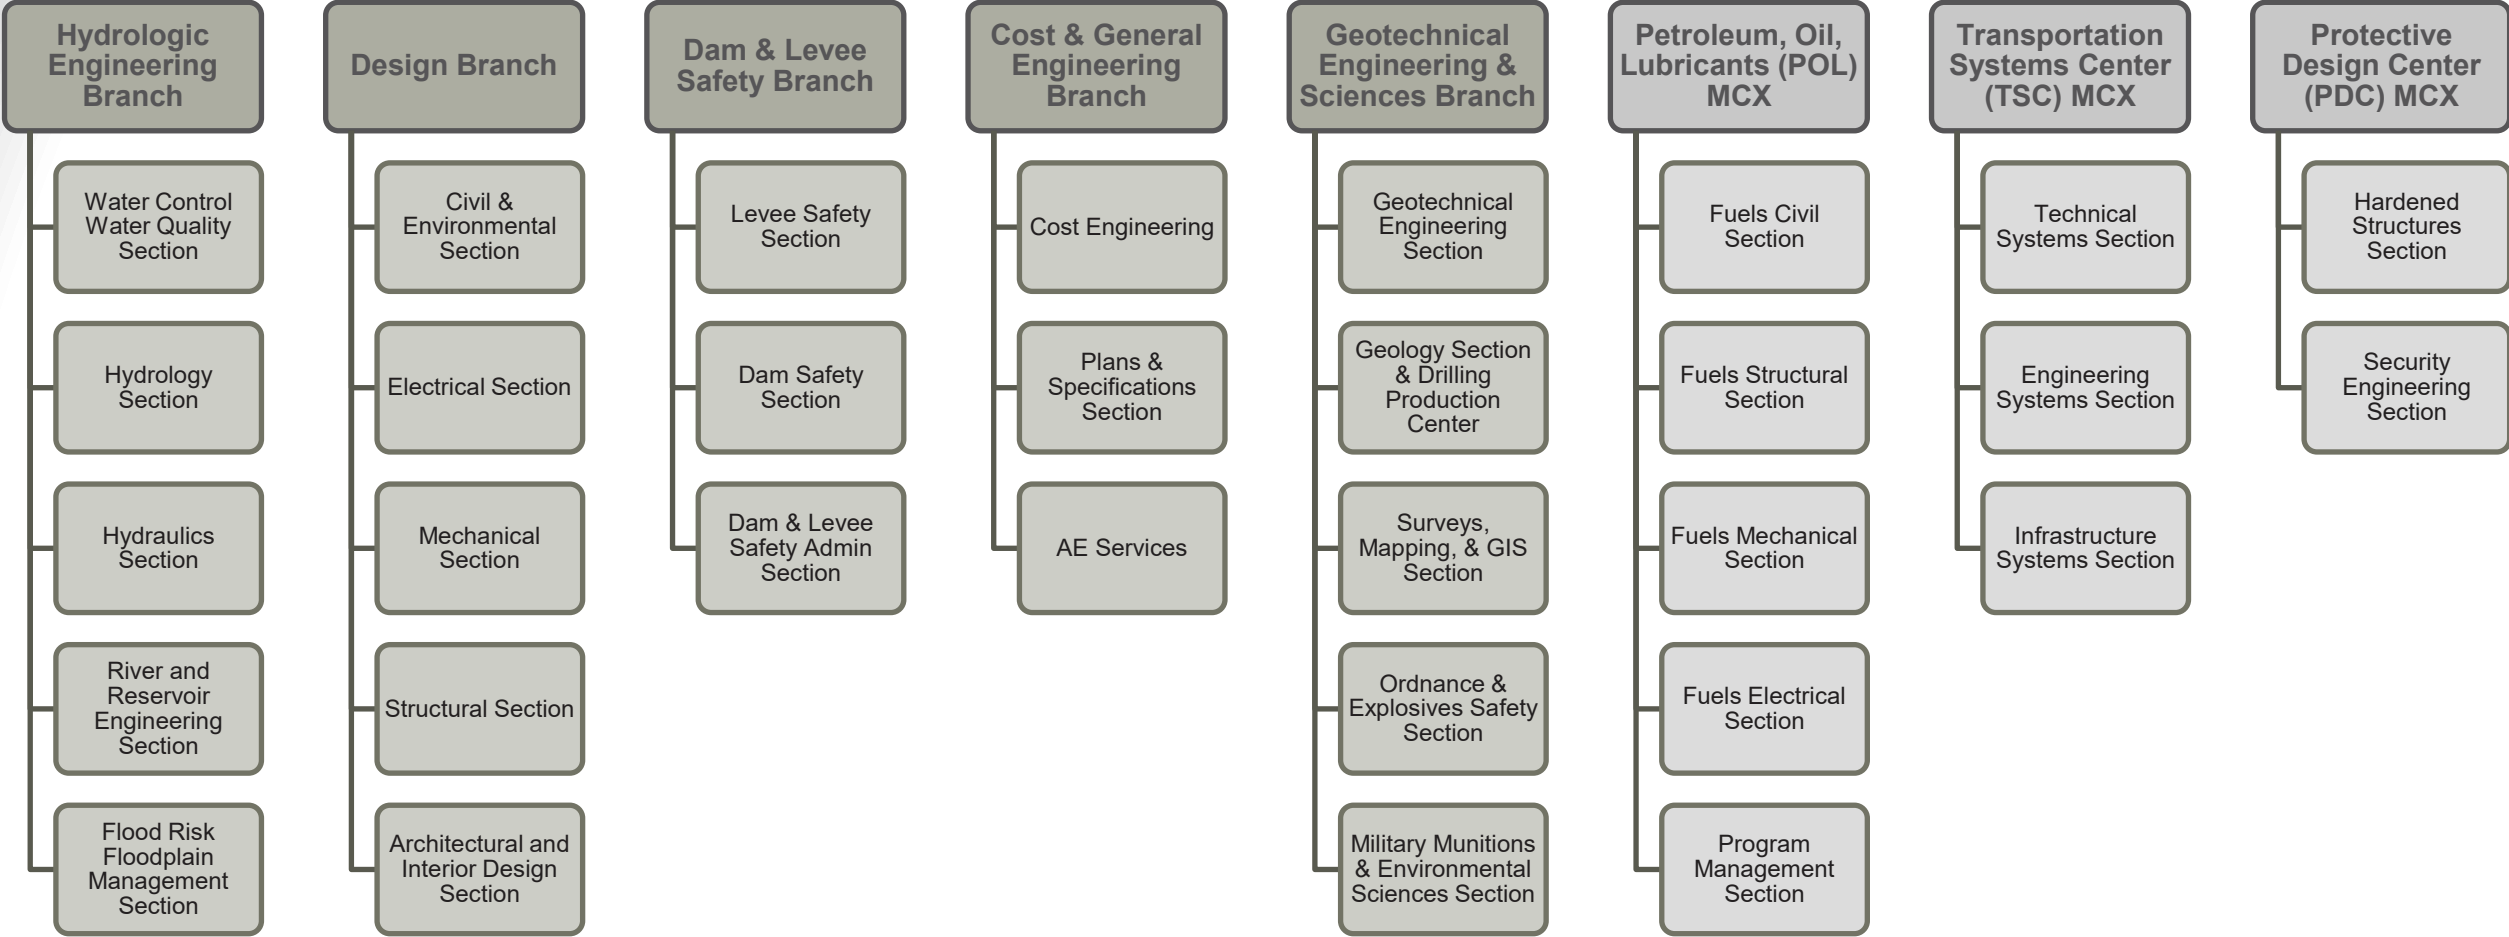 Hydrologic
Engineering
Branch
Water Control
Water Quality
Section
Hydrology
Section
Hydraulics
Section
River and
Reservoir
Engineering
Section
Flood Risk
Floodplain
Management
Section
Design Branch
Civil &
Environmental
Section
Electrical Section
Mechanical
Section
Structural Section
Architectural and
Interior Design
Section
Dam & Levee
Safety Branch
Levee Safety
Section
Dam Safety
Section
Dam & Levee
Safety Admin
Section
Cost & General
Engineering
Branch
Cost Engineering
Plans &
Specifications
Section
AE Services
Geotechnical
Engineering &
Sciences Branch
Geotechnical
Engineering
Section
Geology Section
& Drilling
Production
Center
Surveys,
Mapping, & GIS
Section
Ordnance &
Explosives Safety
Section
Military Munitions
& Environmental
Sciences Section
Petroleum, Oil,
Lubricants (POL)
MCX
Fuels Civil
Section
Fuels Structural
Section
Fuels Mechanical
Section
Fuels Electrical
Section
Program
Management
Section
Transportation
Systems Center
(TSC) MCX
Technical
Systems Section
Engineering
Systems Section
Infrastructure
Systems Section
Protective
Design Center
(PDC) MCX
Hardened
Structures
Section
Security
Engineering
Section